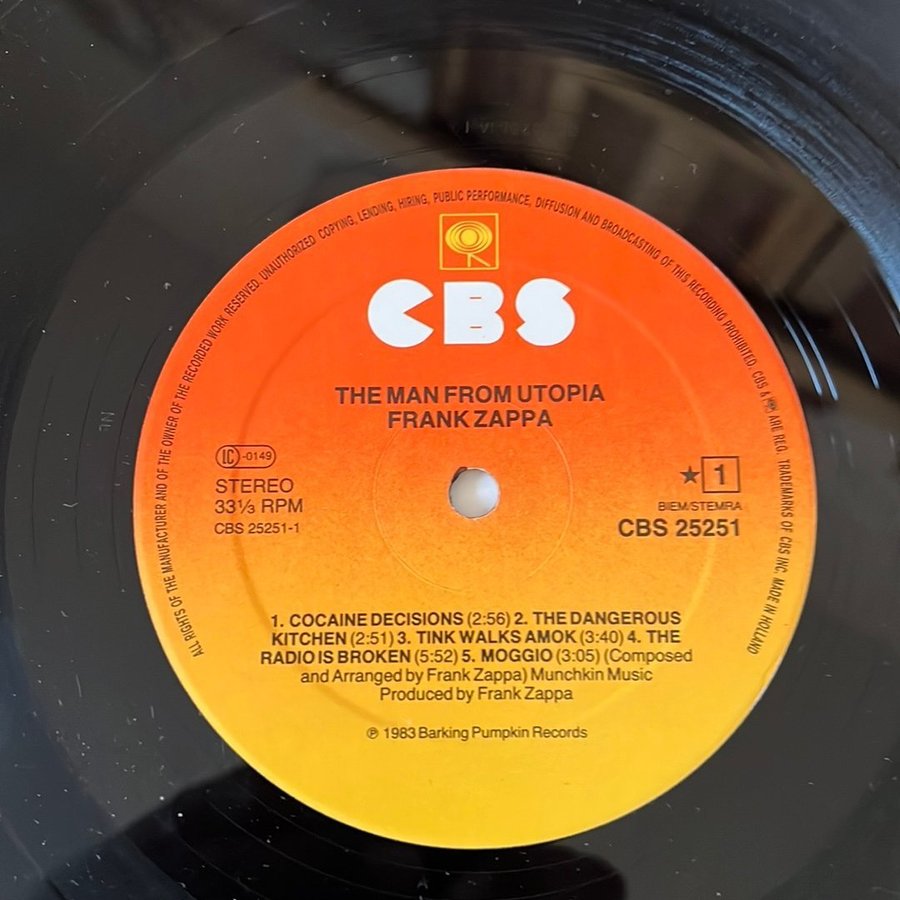 ALL RIGHTS OF THE MANUFACTURER AND OF THE OWNER OF THE RECORDED WORK RESERVED. UNAUTHORIZED COPYING, LENDING, HIRING, PUBLIC PERFORMANCE, DIFFUSION AND BROADCASTING OF THIS RECORDING PROHIBITED. CBS & ARE REG. TRADEMARKS OF CBS INC. MADE IN HOLLAND
CBS
THE MAN FROM UTOPIA
FRANK ZAPPA
LC -0149
STEREO
33⅓ RPM
CBS 25251-1
★ 1
BIEM/STEMRA
CBS 25251
1. COCAINE DECISIONS (2:56) 2. THE DANGEROUS
KITCHEN (2:51) 3. TINK WALKS AMOK (3:40) 4. THE
RADIO IS BROKEN (5:52) 5. MOGGIO (3:05) (Composed
and Arranged by Frank Zappa) Munchkin Music
Produced by Frank Zappa
℗ 1983 Barking Pumpkin Records